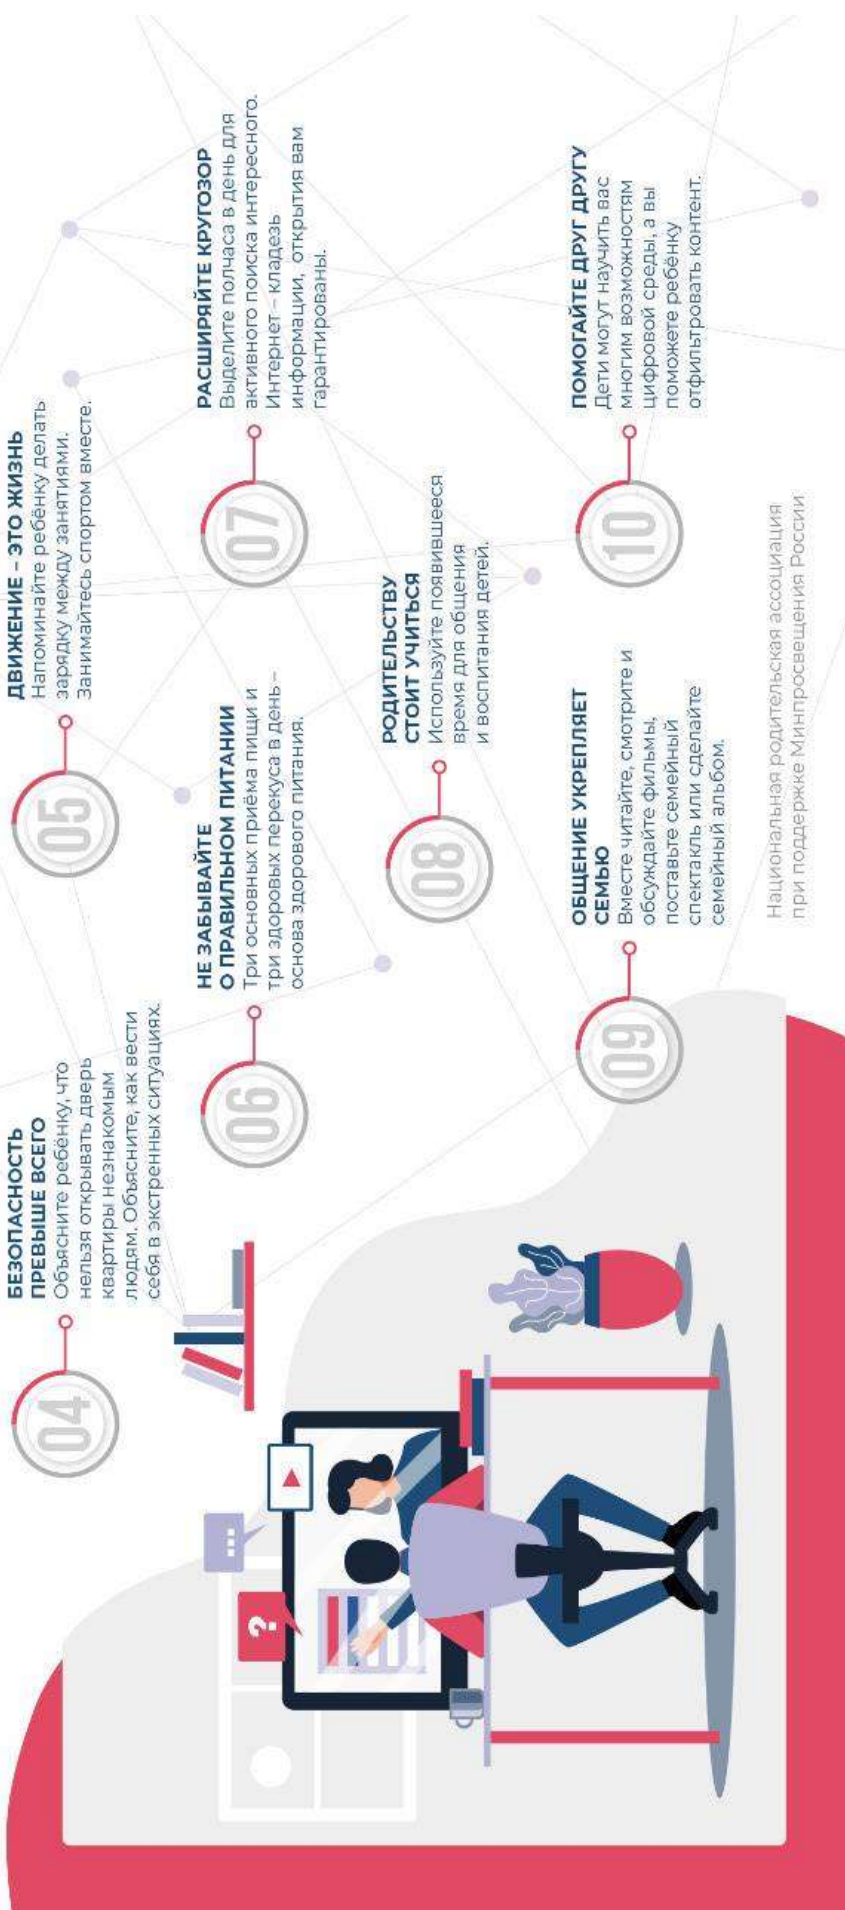 04
БЕЗОПАСНОСТЬ
ПРЕВЫШЕ ВСЕГО
Объясните ребёнку, что
нельзя открывать дверь
квартиры незнакомым
людям. Объясните, как вести
себя в экстренных ситуациях.
05
ДВИЖЕНИЕ – ЭТО ЖИЗНЬ
Напоминайте ребёнку делать
зарядку между занятиями.
Занимайтесь спортом вместе.
06
НЕ ЗАБЫВАЙТЕ
О ПРАВИЛЬНОМ ПИТАНИИ
Три основных приёма пищи и
три здоровых перекуса в день –
основа здорового питания.
07
РАСШИРЯЙТЕ КРУГОЗОР
Выделите полчаса в день для
активного поиска интересного.
Интернет – кладезь
информации, открытия вам
гарантированы.
08
РОДИТЕЛЬСТВУ
СТОИТ УЧИТЬСЯ
Используйте появившееся
время для общения
и воспитания детей.
09
ОБЩЕНИЕ УКРЕПЛЯЕТ
СЕМЬЮ
Вместе читайте, смотрите и
обсуждайте фильмы,
поставьте семейный
спектакль или сделайте
семейный альбом.
10
ПОМОГАЙТЕ ДРУГ ДРУГУ
Дети могут научить вас
многим возможностям
цифровой среды, а вы
поможете ребёнку
отфильтровать контент.
?
Национальная родительская ассоциация
при поддержке Минпросвещения России